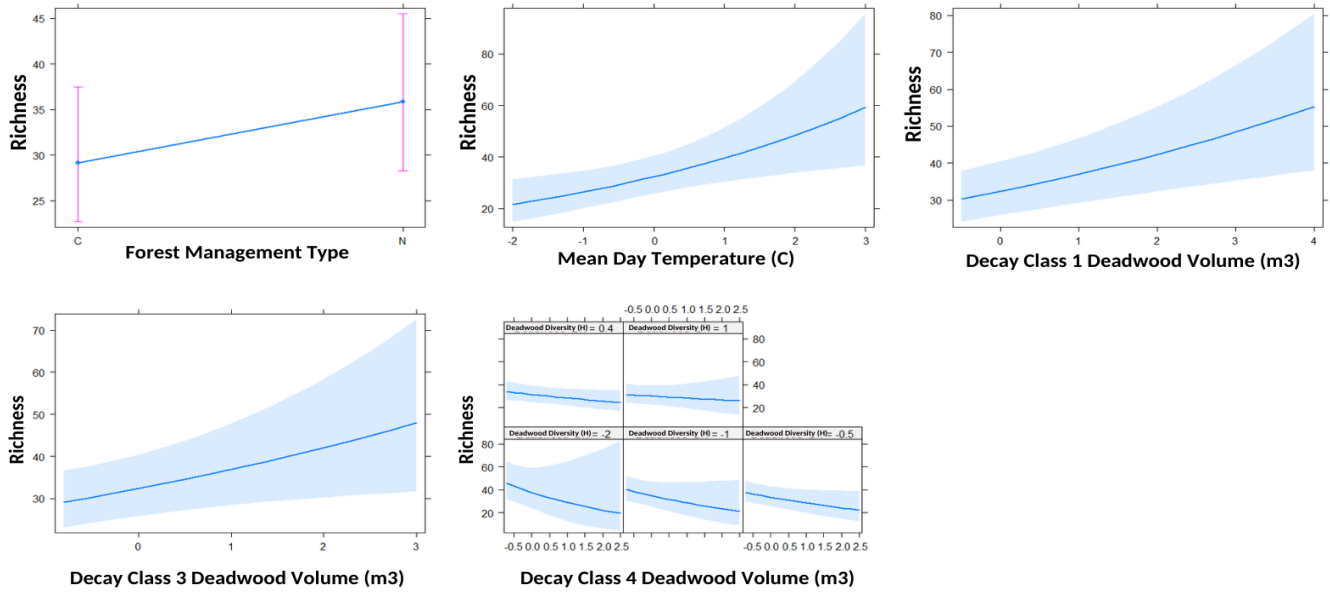 45
40
35
30
25
Richness
C
N
Forest Management Type
80
60
40
20
Richness
-2
-1
0
1
2
3
Mean Day Temperature (C)
80
70
60
50
40
30
Richness
0
1
2
3
4
Decay Class 1 Deadwood Volume (m3)
70
60
50
40
30
Richness
0
1
2
3
Decay Class 3 Deadwood Volume (m3)
-0.5 0.0 0.5 1.0 1.5 2.0 2.5
Deadwood Diversity (H) = 0.4
Deadwood Diversity (H) = 1
80
60
40
20
Deadwood Diversity (H) = -2
Deadwood Diversity (H) = -1
Deadwood Diversity (H) = -0.5
80
60
40
20
Richness
-0.5 0.0 0.5 1.0 1.5 2.0 2.5
-0.5 0.0 0.5 1.0 1.5 2.0 2.5
Decay Class 4 Deadwood Volume (m3)